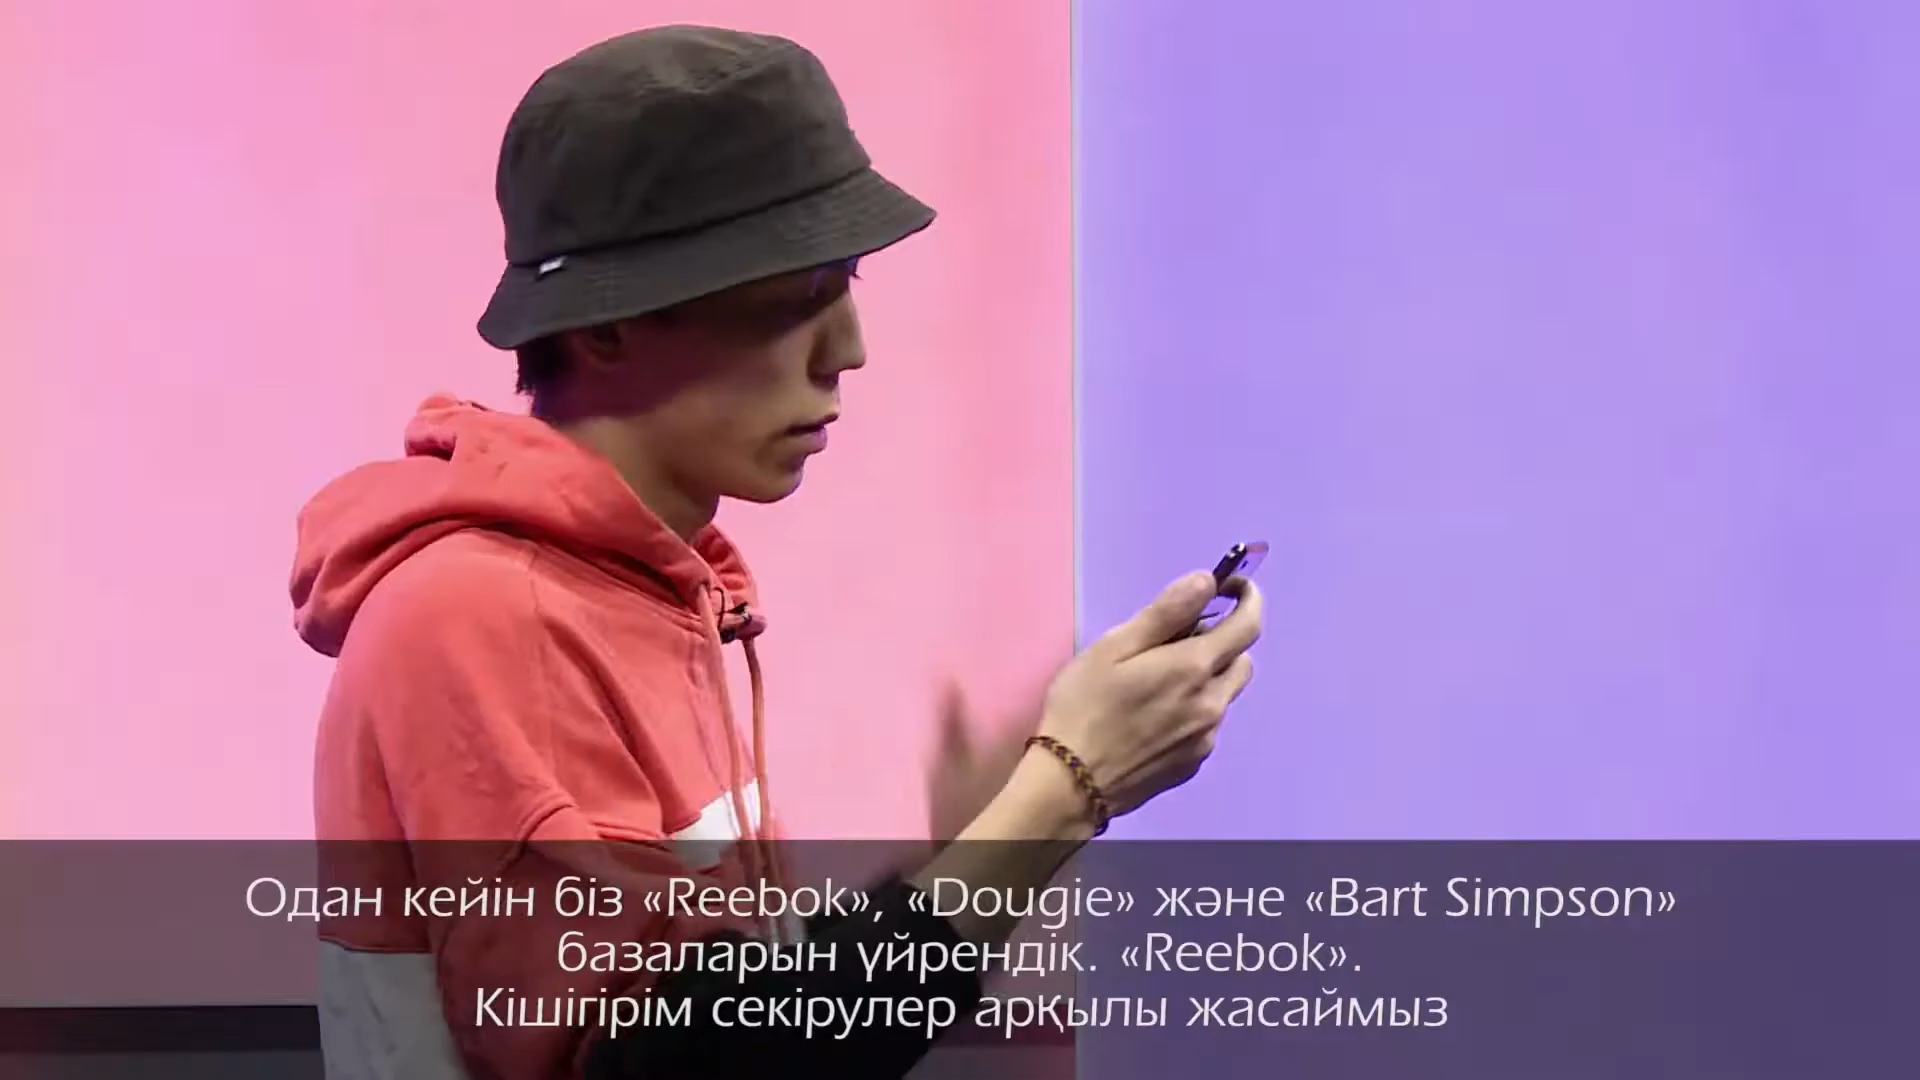 Одан кейін біз «Reebok», «Dougie» және «Bart Simpson»
базаларын үйрендік. «Reebok».
Кішігірім секірулер арқылы жасаймыз